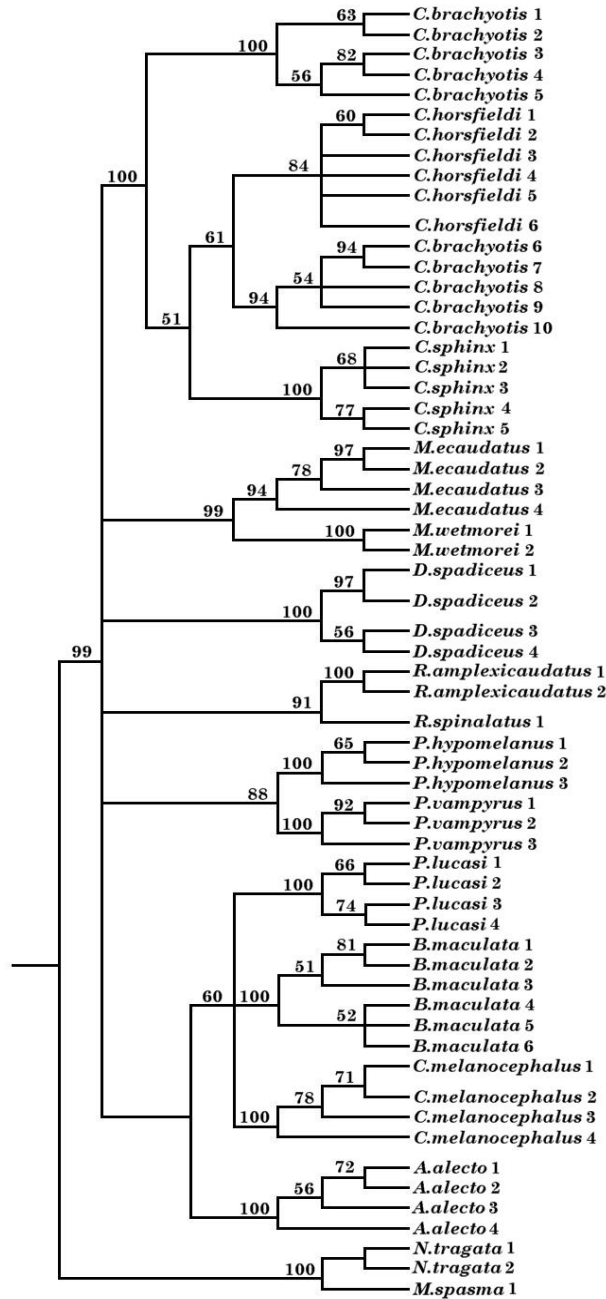 63 C.brachyotis 1
C.brachyotis 2
100
82 C.brachyotis 3
56 C.brachyotis 4
C.brachyotis 5
60 C.horsfieldi 1
C.horsfieldi 2
C.horsfieldi 3
100 84 C.horsfieldi 4
C.horsfieldi 5
C.horsfieldi 6
61 94 C.brachyotis 6
C.brachyotis 7
54 C.brachyotis 8
94 C.brachyotis 9
51 C.brachyotis 10
C.sphinx 1
68 C.sphinx 2
C.sphinx 3
100 77 C.sphinx 4
C.sphinx 5
97 M.ecaudatus 1
78 M.ecaudatus 2
94 M.ecaudatus 3
99 M.ecaudatus 4
100 M.wetmorei 1
M.wetmorei 2
D.spadiceus 1
97 D.spadiceus 2
100
56 D.spadiceus 3
99 D.spadiceus 4
100 R.amplexicaudatus 1
R.amplexicaudatus 2
91 R.spinalatus 1
65 P.hypomelanus 1
100 P.hypomelanus 2
P.hypomelanus 3
88 92 P.vampyrus 1
P.vampyrus 2
100 P.vampyrus 3
66 P.lucasi 1
100 P.lucasi 2
74 P.lucasi 3
P.lucasi 4
81 B.maculata 1
51 B.maculata 2
B.maculata 3
60 100 B.maculata 4
52 B.maculata 5
B.maculata 6
C.melanocephalus 1
71
78 C.melanocephalus 2
C.melanocephalus 3
100 C.melanocephalus 4
72 A.alecto 1
56 A.alecto 2
A.alecto 3
100 A.alecto 4
N.tragata 1
N.tragata 2
100 M.spasma 1